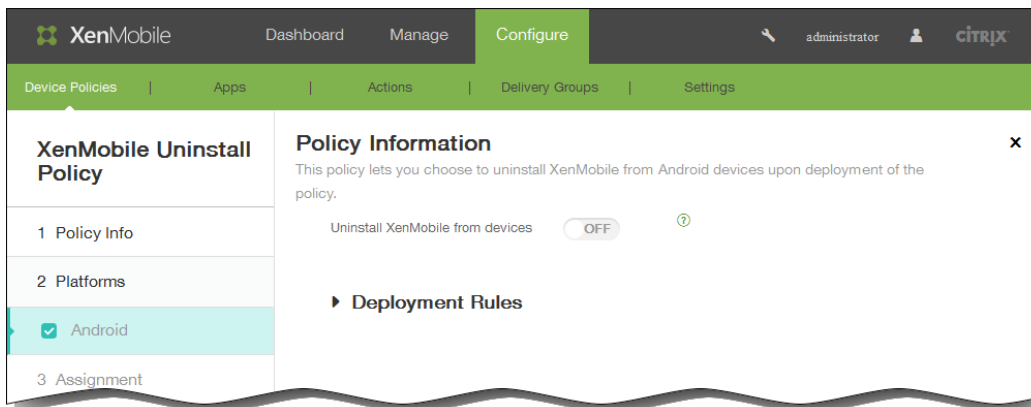 XenMobile
Dashboard
Manage
Configure
administrator
CİTRIX
Device Policies | Apps | Actions | Delivery Groups | Settings
XenMobile Uninstall
Policy
1 Policy Info
2 Platforms
Android
3 Assignment
Policy Information
x
This policy lets you choose to uninstall XenMobile from Android devices upon deployment of the
policy.
Uninstall XenMobile from devices
OFF
?
Deployment Rules